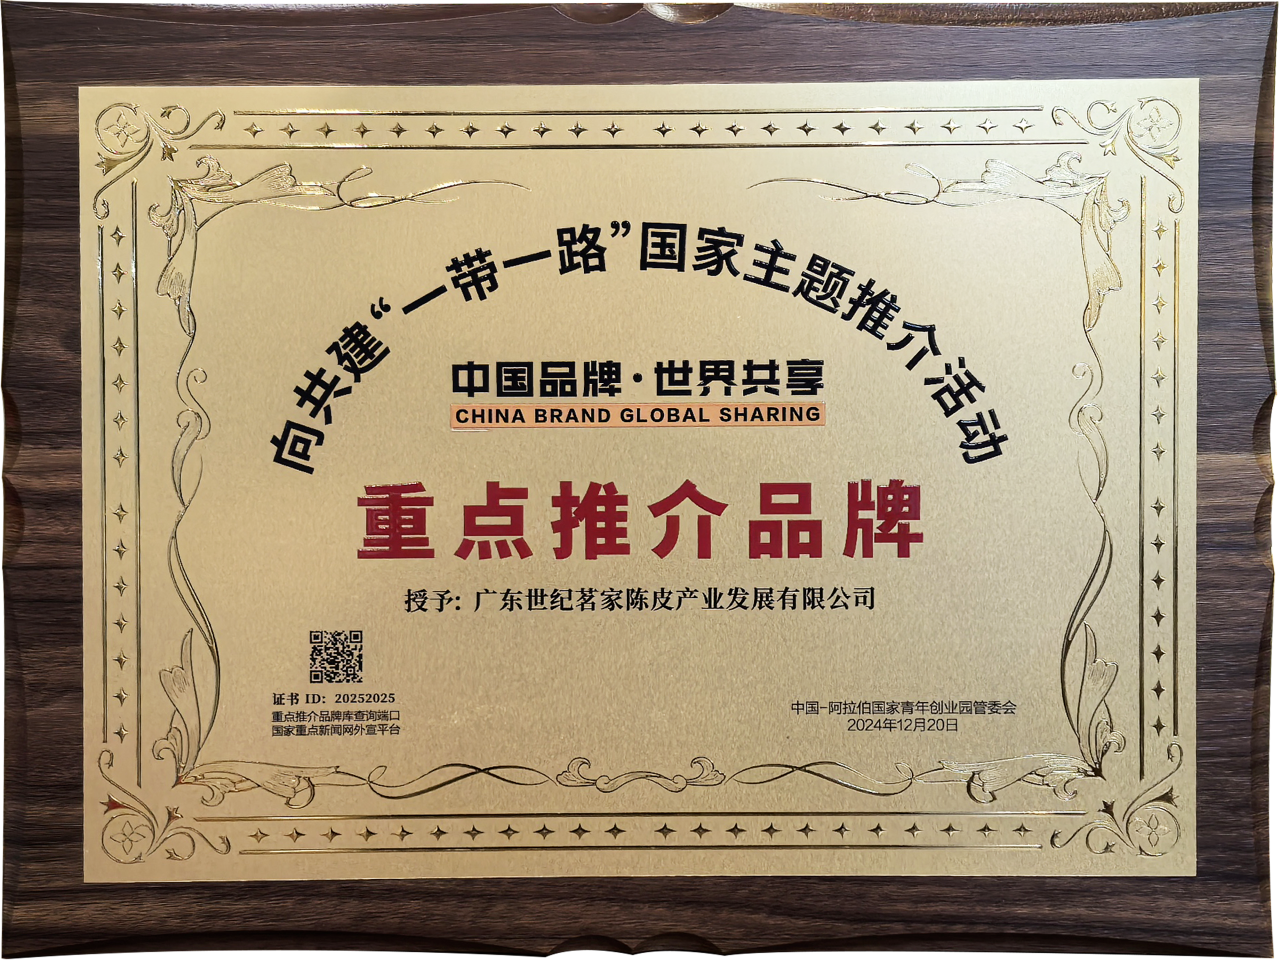 向共建“一带一路”国家主题推介活动
中国品牌·世界共享
CHINA BRAND GLOBAL SHARING
重点推介品牌
授予：广东世纪茗家陈皮产业发展有限公司
证书 ID：20252025
重点推介品牌库查询端口
国家重点新闻网外宣平台
中国-阿拉伯国家青年创业园管委会
2024年12月20日